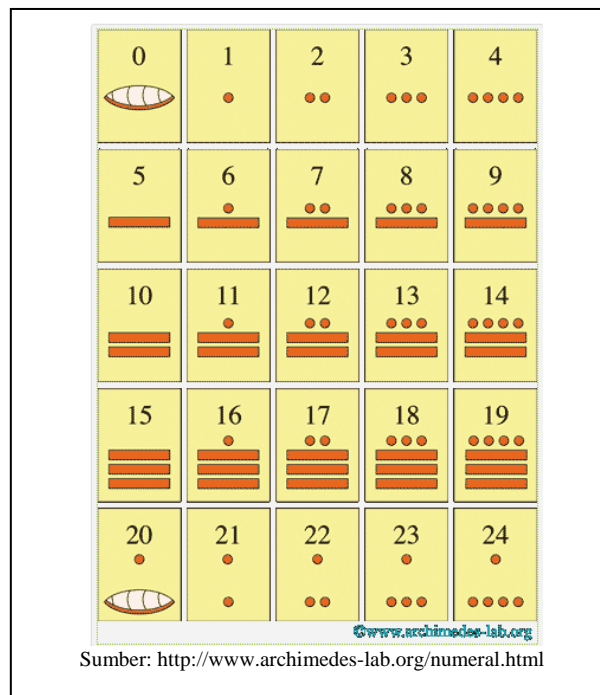 0 1 2 3 4
5 6 7 8 9
10 11 12 13 14
15 16 17 18 19
20 21 22 23 24
©www.archimedes-lab.org
Sumber: http://www.archimedes-lab.org/numeral.html